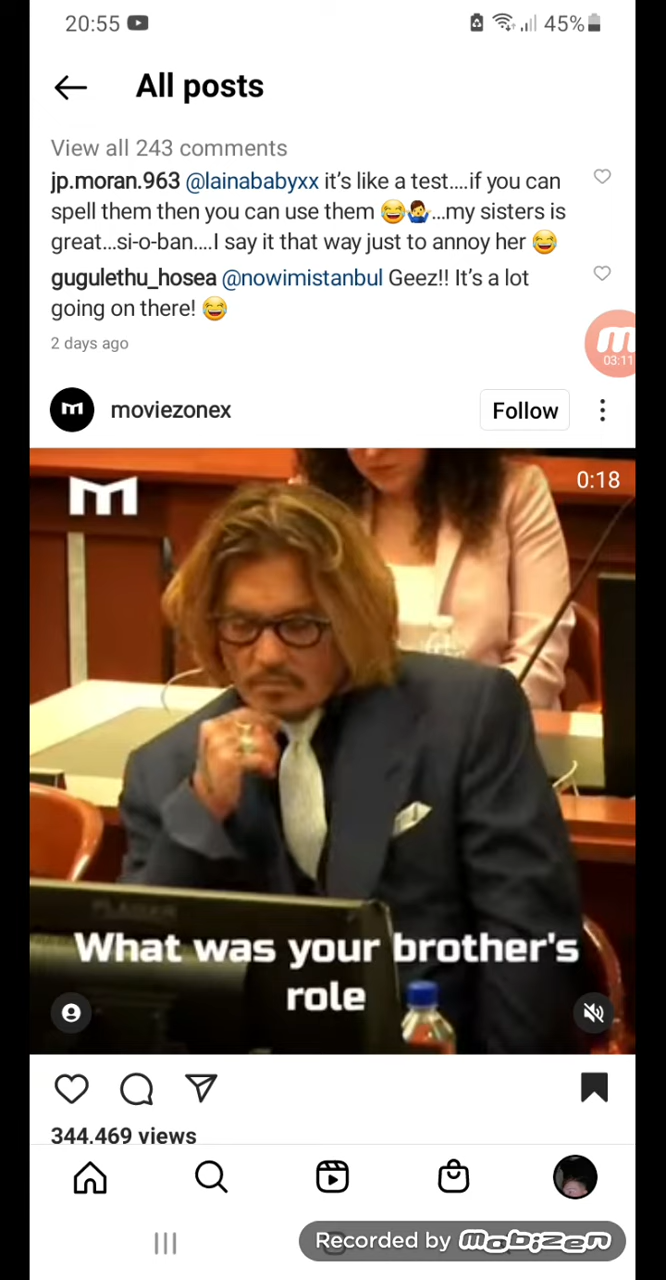 20:55 45%
All posts
View all 243 comments
jp.moran.963 @lainababyxx it's like a test....if you can
spell them then you can use them 😂🤷‍♂️...my sisters is
great...si-o-ban....I say it that way just to annoy her 😂
gugulethu_hosea @nowimistanbul Geez!! It's a lot
going on there! 😂
2 days ago
m
03:11
m
moviezonex
Follow
m
0:18
What was your brother's
role
344.469 views
Recorded by mobizen